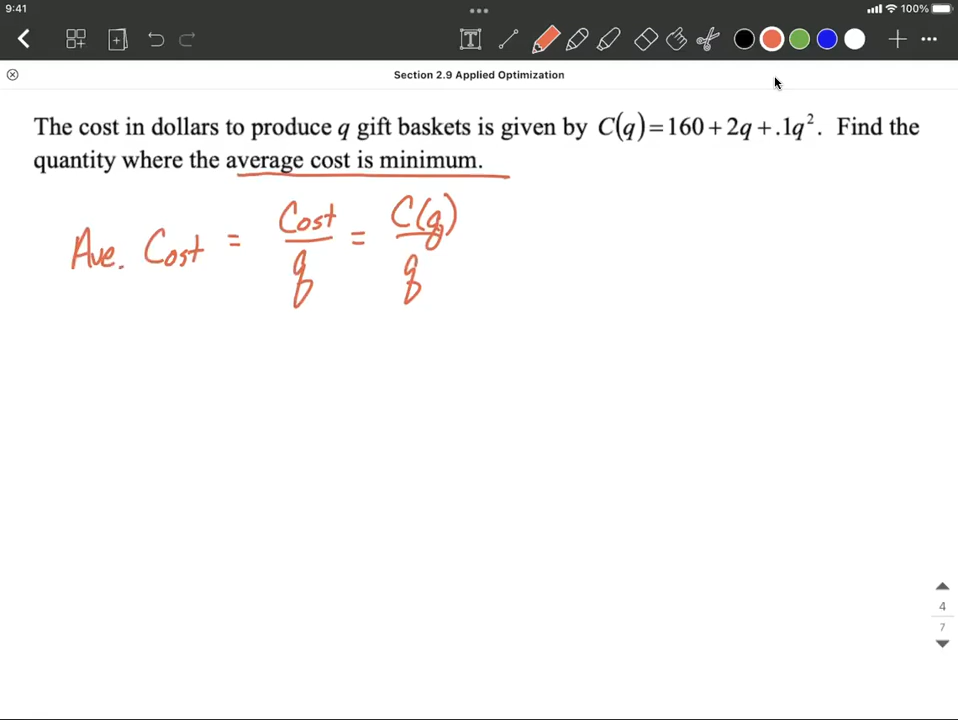 9:41
100%
Section 2.9 Applied Optimization
The cost in dollars to produce q gift baskets is given by C(q)=160+2q+.1q². Find the
quantity where the average cost is minimum.
Ave. Cost = Cost/q = C(q)/q
4
7